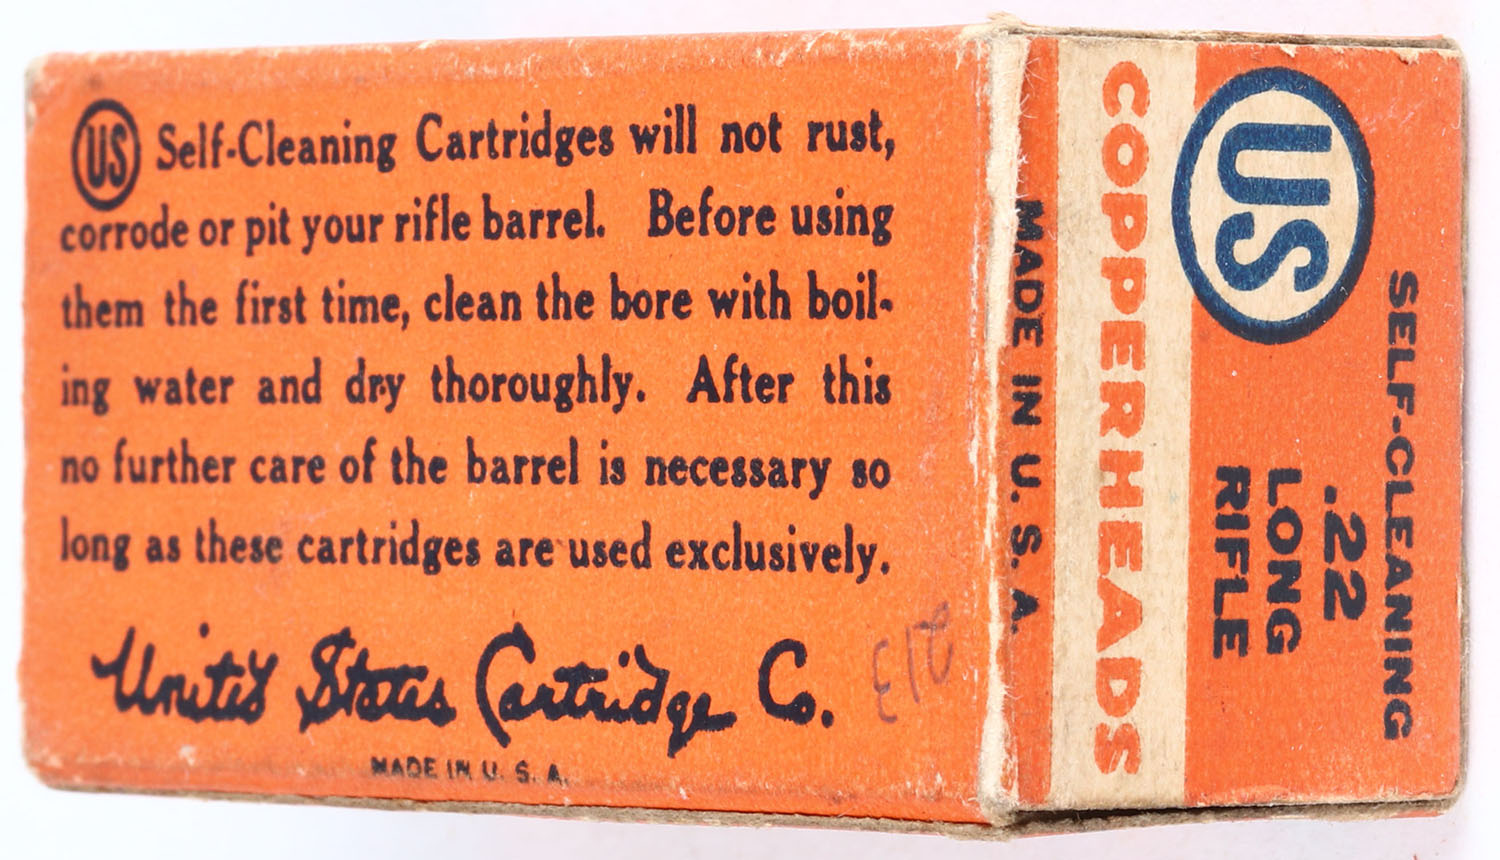 US Self-Cleaning Cartridges will not rust,
corrode or pit your rifle barrel. Before using
them the first time, clean the bore with boil-
ing water and dry thoroughly. After this
no further care of the barrel is necessary so
long as these cartridges are used exclusively.
United States Cartridge Co.
MADE IN U. S. A.
SELF-CLEANING
.22
LONG
RIFLE
US
COPPERHEADS
MADE IN U. S. A.